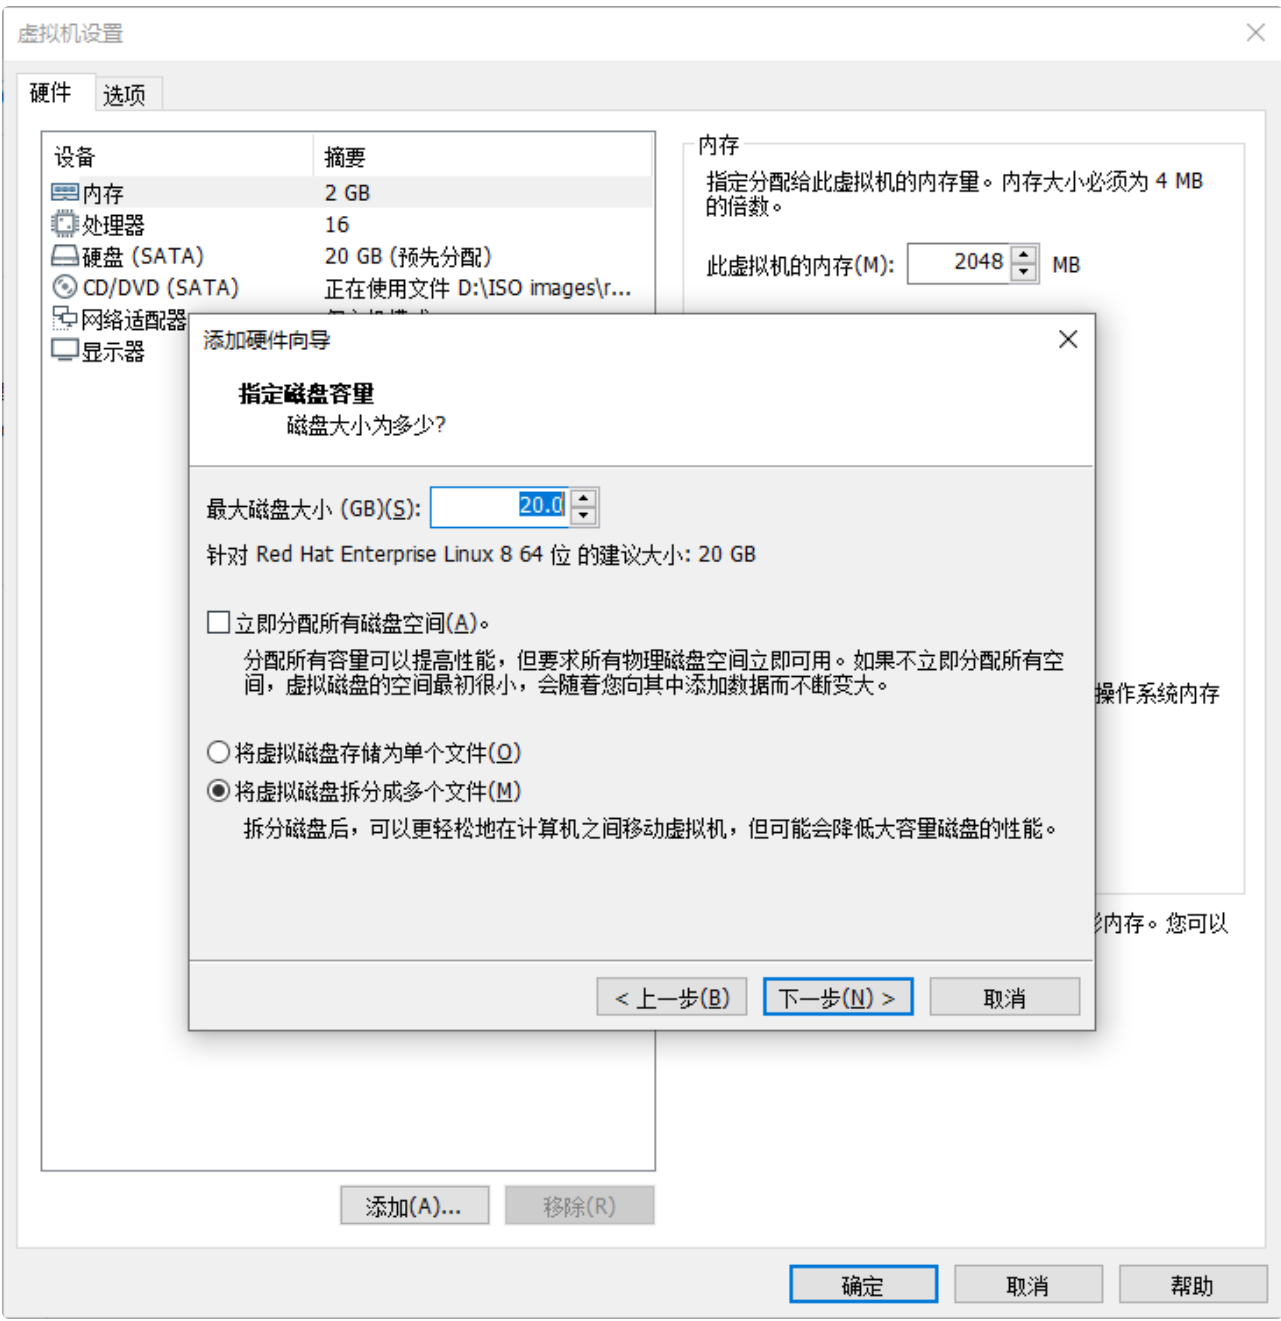 虚拟机设置
硬件
选项
设备
摘要
内存
2 GB
处理器
16
硬盘 (SATA)
20 GB (预先分配)
CD/DVD (SATA)
正在使用文件 D:\ISO images\r...
网络适配器
显示器
内存
指定分配给此虚拟机的内存量。内存大小必须为 4 MB
的倍数。
此虚拟机的内存(M):
2048
MB
添加硬件向导
指定磁盘容量
磁盘大小为多少?
最大磁盘大小 (GB)(S):
20.0
针对 Red Hat Enterprise Linux 8 64 位 的建议大小: 20 GB
立即分配所有磁盘空间(A)。
分配所有容量可以提高性能，但要求所有物理磁盘空间立即可用。如果不立即分配所有空
间，虚拟磁盘的空间最初很小，会随着您向其中添加数据而不断变大。
将虚拟磁盘存储为单个文件(O)
将虚拟磁盘拆分成多个文件(M)
拆分磁盘后，可以更轻松地在计算机之间移动虚拟机，但可能会降低大容量磁盘的性能。
操作系统内存
内存。您可以
< 上一步(B)
下一步(N) >
取消
添加(A)...
移除(R)
确定
取消
帮助